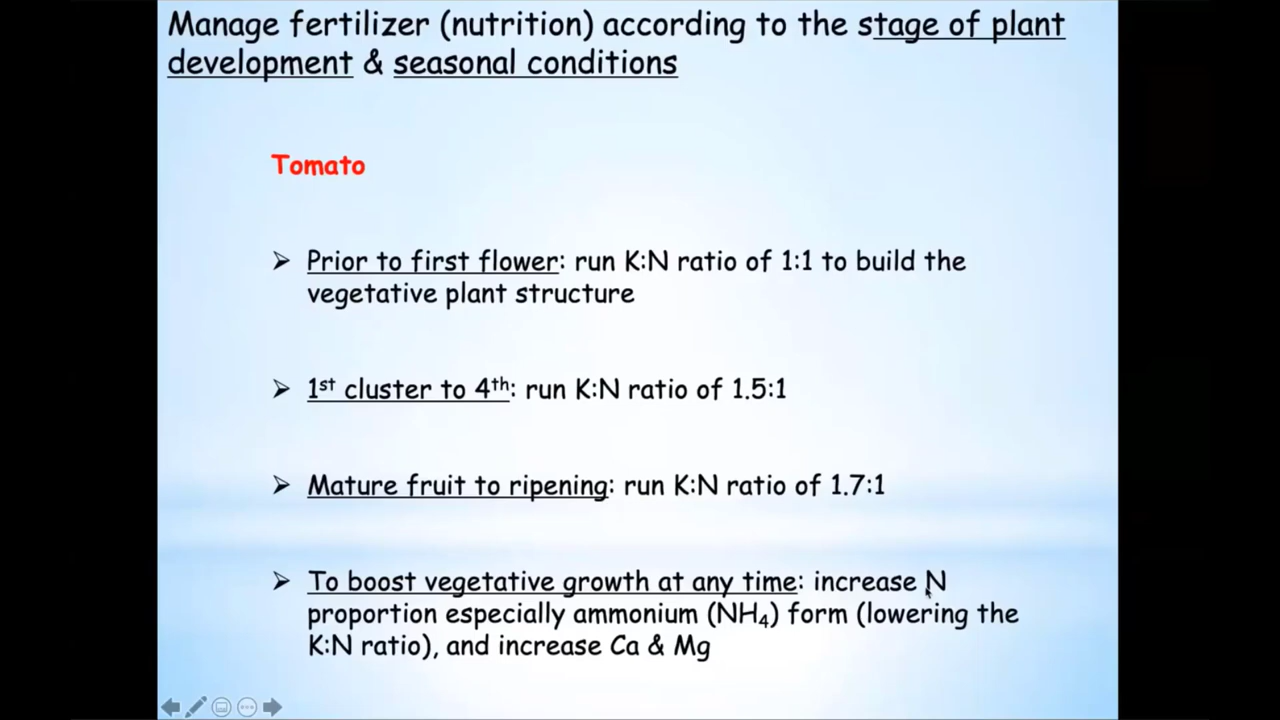 Manage fertilizer (nutrition) according to the stage of plant
development & seasonal conditions
Tomato
➢ Prior to first flower: run K:N ratio of 1:1 to build the
vegetative plant structure
➢ 1st cluster to 4th: run K:N ratio of 1.5:1
➢ Mature fruit to ripening: run K:N ratio of 1.7:1
➢ To boost vegetative growth at any time: increase N
proportion especially ammonium (NH₄) form (lowering the
K:N ratio), and increase Ca & Mg